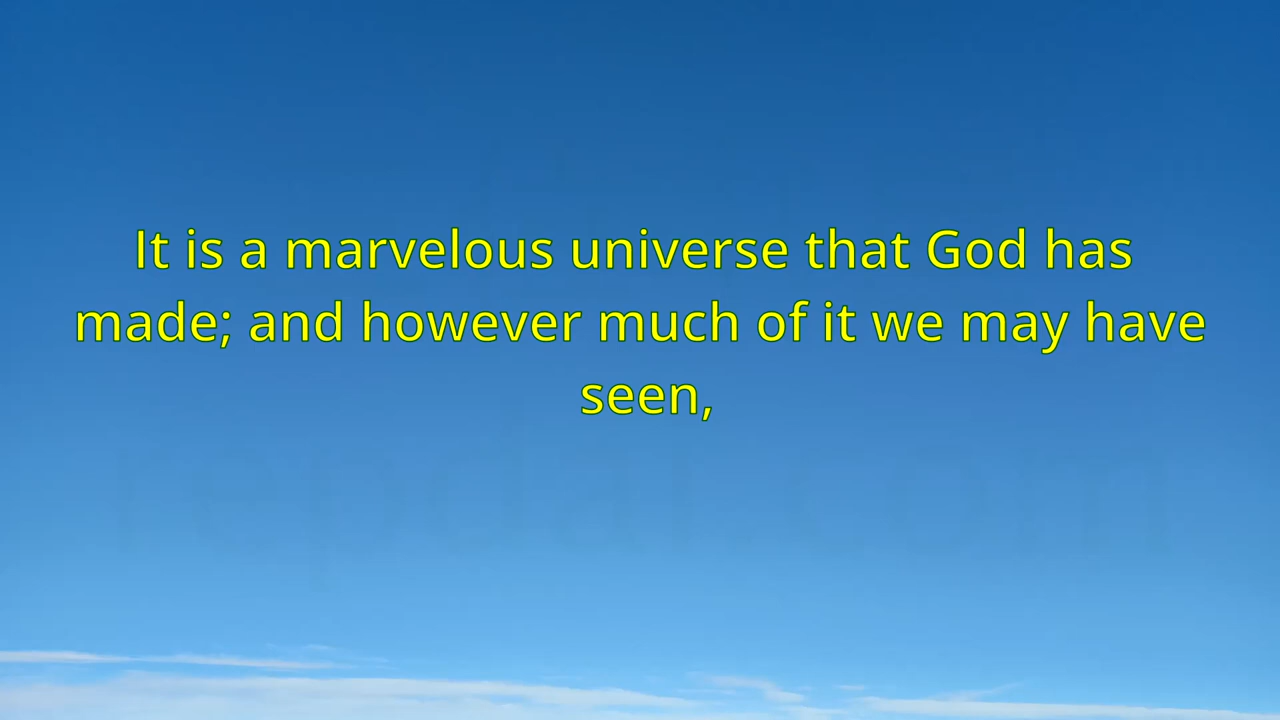 It is a marvelous universe that God has
made; and however much of it we may have
seen,